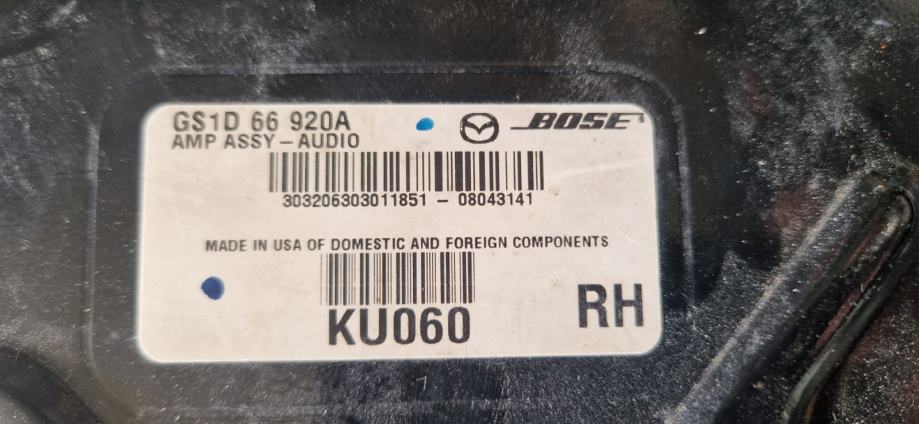 GS1D 66 920A
AMP ASSY – AUDIO
BOSE
303206303011851 – 08043141
MADE IN USA OF DOMESTIC AND FOREIGN COMPONENTS
KU060
RH